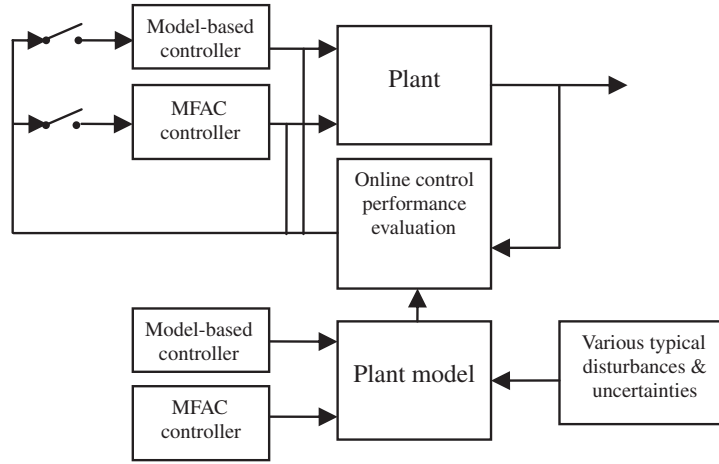 Model-based
controller
Plant
MFAC
controller
Online control
performance
evaluation
Model-based
controller
Plant model
Various typical
disturbances &
uncertainties
MFAC
controller